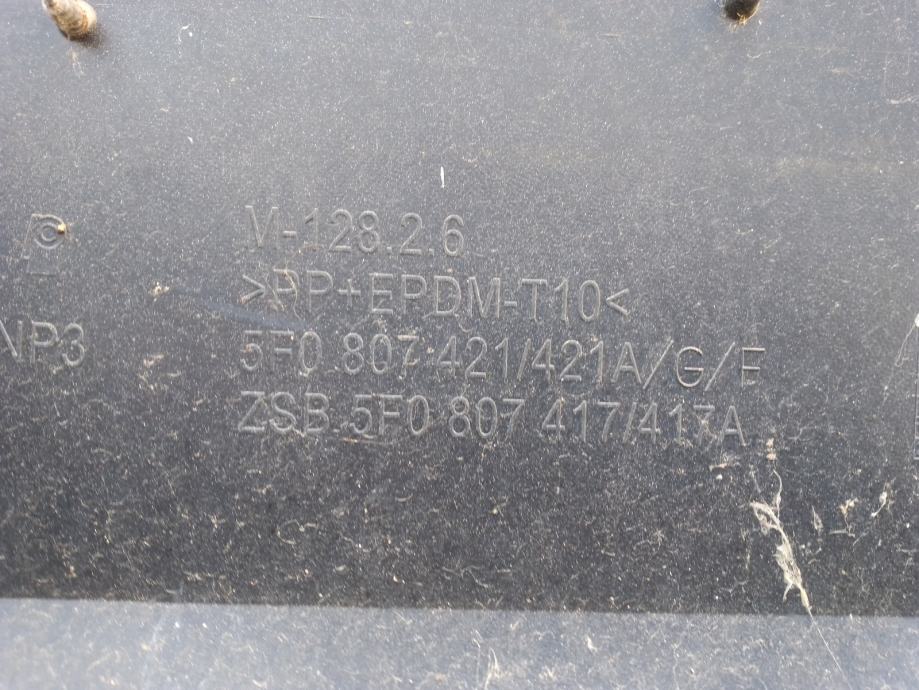 M-128.2.6
>PP+EPDM-T10<
NP3
5F0 807 421/421A/G/F
ZSB 5F0 807 417/417A